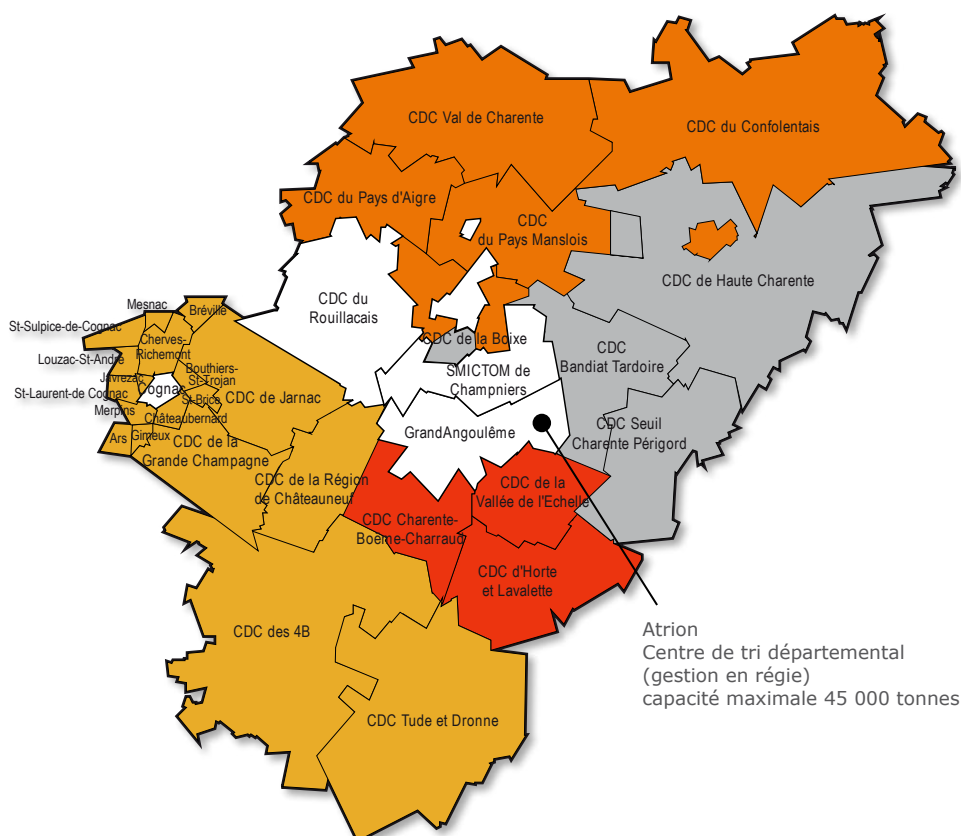 CDC Val de Charente
CDC du Confolentais
CDC du Pays d'Aigre
CDC
du Pays Manslois
CDC de Haute Charente
CDC du
Rouillacais
Mesnac
Bréville
St-Sulpice-de-Cognac
Cherves-
Richemont
Louzac-St-André
Bouthiers-
St-Trojan
Javrezac
Cognac
St-Laurent-de Cognac
St-Brice
Merpins
Châteaubernard
Ars
Gimeux
CDC de Jarnac
CDC de la
Grande Champagne
CDC de la Boixe
SMICTOM de
Champniers
CDC
Bandiat Tardoire
GrandAngoulême
CDC Seuil
Charente Périgord
CDC de la Région
de Châteauneuf
CDC de la
Vallée de l'Echelle
CDC Charente-
Boëme-Charraud
CDC d'Horte
et Lavalette
CDC des 4B
CDC Tude et Dronne
Atrion
Centre de tri départemental
(gestion en régie)
capacité maximale 45 000 tonnes